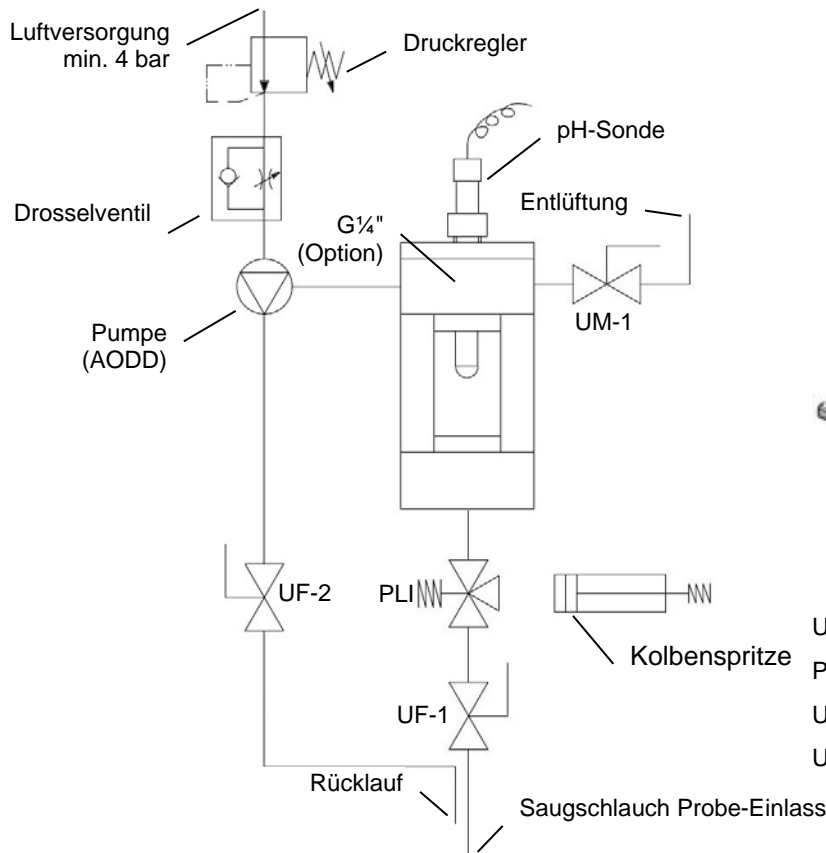 Luftversorgung
min. 4 bar
Druckregler
pH-Sonde
Drosselventil
G¼"
(Option)
Entlüftung
UM-1
Pumpe
(AODD)
UF-2
PLI
Kolbenspritze
U
P
U
U
UF-1
Rücklauf
Saugschlauch Probe-Einlass